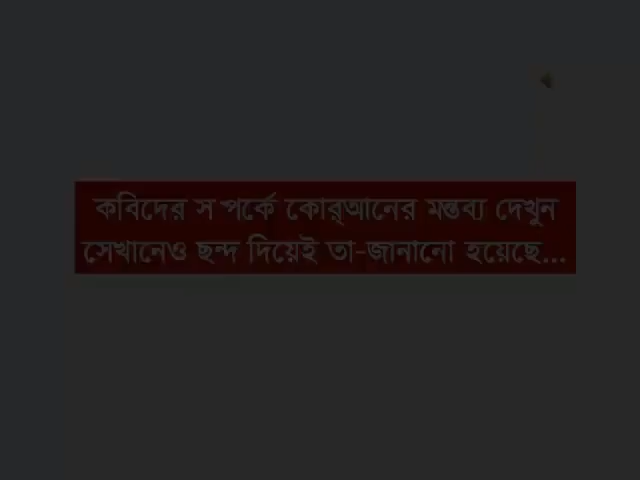 কবিদের স পর্কে কোর্আনের মন্তব্য দেখুন
সেখানেও ছন্দ দিয়েই তা-জানানো হয়েছে...